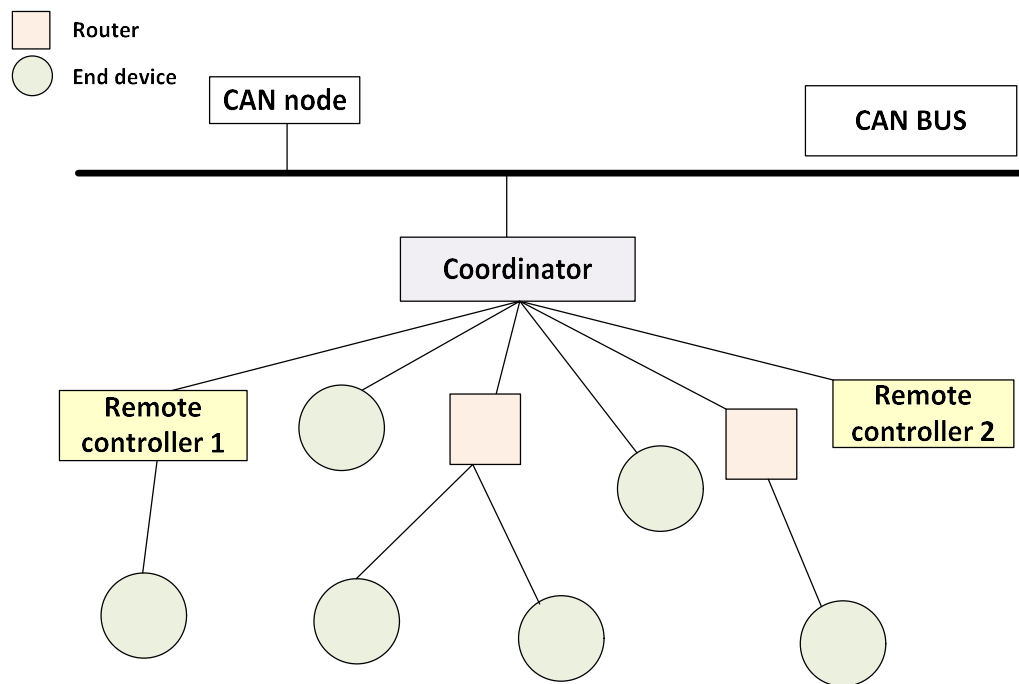 Router
End device
CAN node
CAN BUS
Coordinator
Remote
controller 1
Remote
controller 2